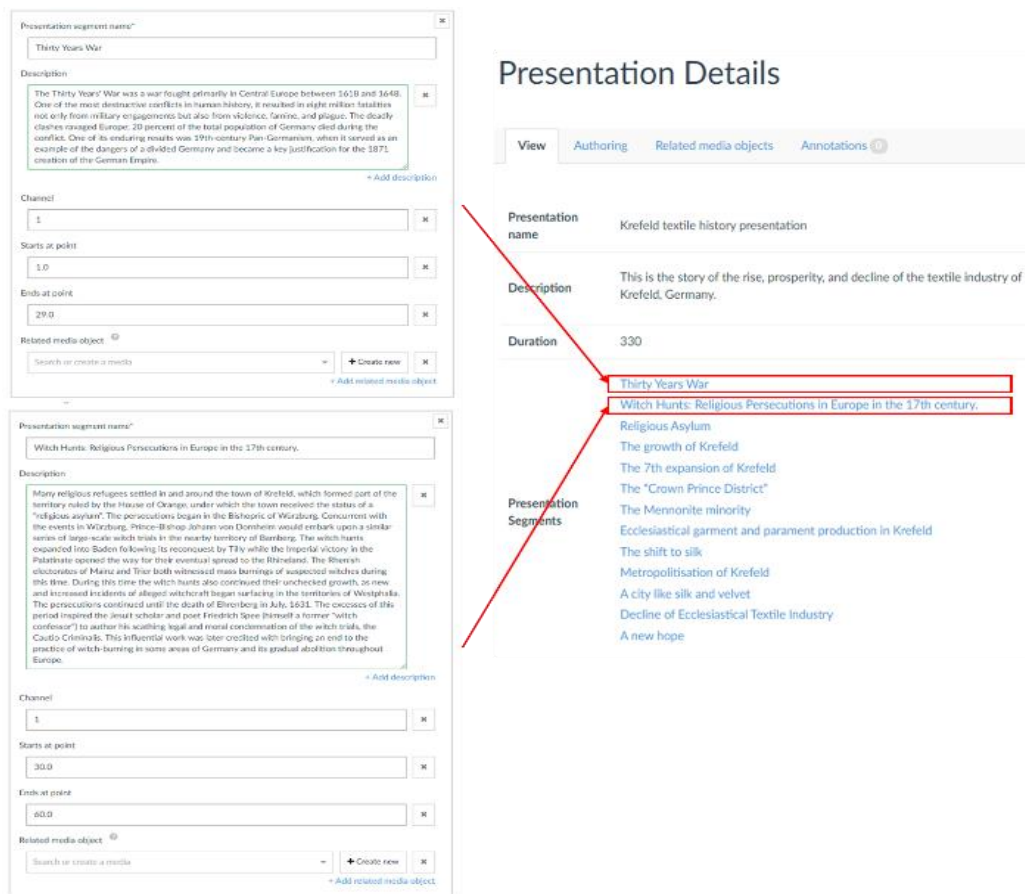 Presentation segment name*
Thirty Years War
Description
The Thirty Years' War was a war fought primarily in Central Europe between 1618 and 1648.
One of the most destructive conflicts in human history, it resulted in eight million fatalities
not only from military engagements but also from violence, famine, and plague. The deadly
clashes ravaged Europe; 20 percent of the total population of Germany died during the
conflict. One of its enduring results was 19th-century Pan-Germanism, when it served as an
example of the dangers of a divided Germany and became a key justification for the 1871
creation of the German Empire.
+ Add description
Channel
1
Starts at point
1.0
Ends at point
29.0
Related media object
Search or create a media
+ Create new
+ Add related media object
Presentation segment name*
Witch Hunts: Religious Persecutions in Europe in the 17th century.
Description
Many religious refugees settled in and around the town of Krefeld, which formed part of the
territory ruled by the House of Orange, under which the town received the status of a
"religious asylum". The persecutions began in the Bishopric of Würzburg. Concurrent with
the events in Würzburg, Prince-Bishop Johann von Dornheim would embark upon a similar
series of large-scale witch trials in the nearby territory of Bamberg. The witch hunts
expanded into Baden following its reconquest by Tilly while the Imperial victory in the
Palatinate opened the way for their eventual spread to the Rhineland. The Rhenish
electorates of Mainz and Trier both witnessed mass burnings of suspected witches during
this time. During this time the witch hunts also continued their unchecked growth, as new
and increased incidents of alleged witchcraft began surfacing in the territories of Westphalia.
The persecutions continued until the death of Ehrenberg in July, 1631. The excesses of this
period inspired the Jesuit scholar and poet Friedrich Spee (himself a former "witch
confessor") to author his scathing legal and moral condemnation of the witch trials, the
Cautio Criminalis. This influential work was later credited with bringing an end to the
practice of witch-burning in some areas of Germany and its gradual abolition throughout
Europe.
+ Add description
Channel
1
Starts at point
30.0
Ends at point
60.0
Related media object
Search or create a media
+ Create new
+ Add related media object
Presentation Details
View Authoring Related media objects Annotations 0
Presentation name
Krefeld textile history presentation
Description
This is the story of the rise, prosperity, and decline of the textile industry of
Krefeld, Germany.
Duration
330
Presentation Segments
Thirty Years War
Witch Hunts: Religious Persecutions in Europe in the 17th century.
Religious Asylum
The growth of Krefeld
The 7th expansion of Krefeld
The "Crown Prince District"
The Mennonite minority
Ecclesiastical garment and parament production in Krefeld
The shift to silk
Metropolitisation of Krefeld
A city like silk and velvet
Decline of Ecclesiastical Textile Industry
A new hope